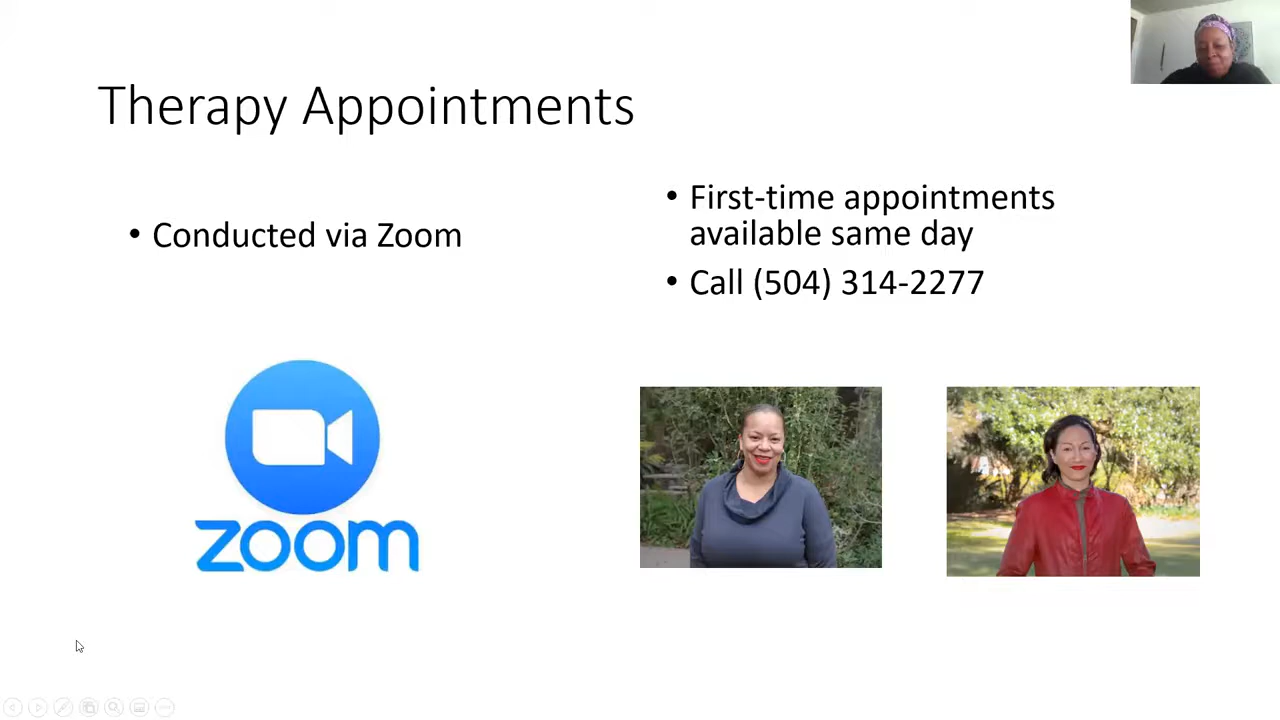 Therapy Appointments
• Conducted via Zoom
• First-time appointments
available same day
• Call (504) 314-2277
zoom